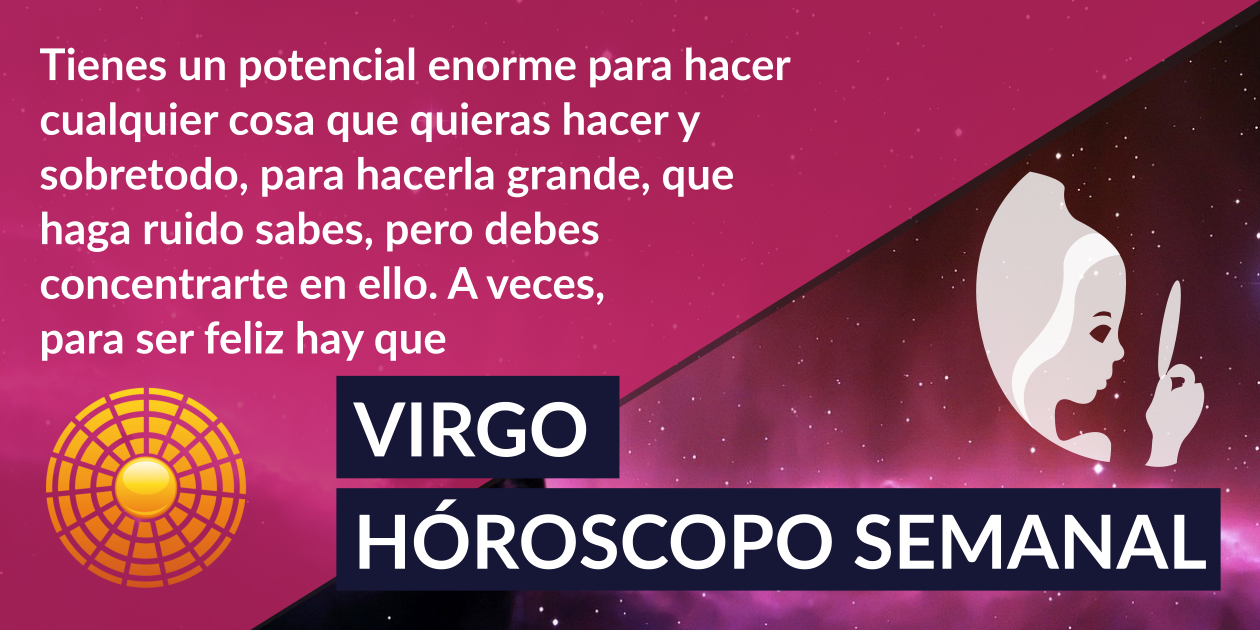 Tienes un potencial enorme para hacer
cualquier cosa que quieras hacer y
sobretodo, para hacerla grande, que
haga ruido sabes, pero debes
concentrarte en ello. A veces,
para ser feliz hay que
VIRGO
HÓROSCOPO SEMANAL